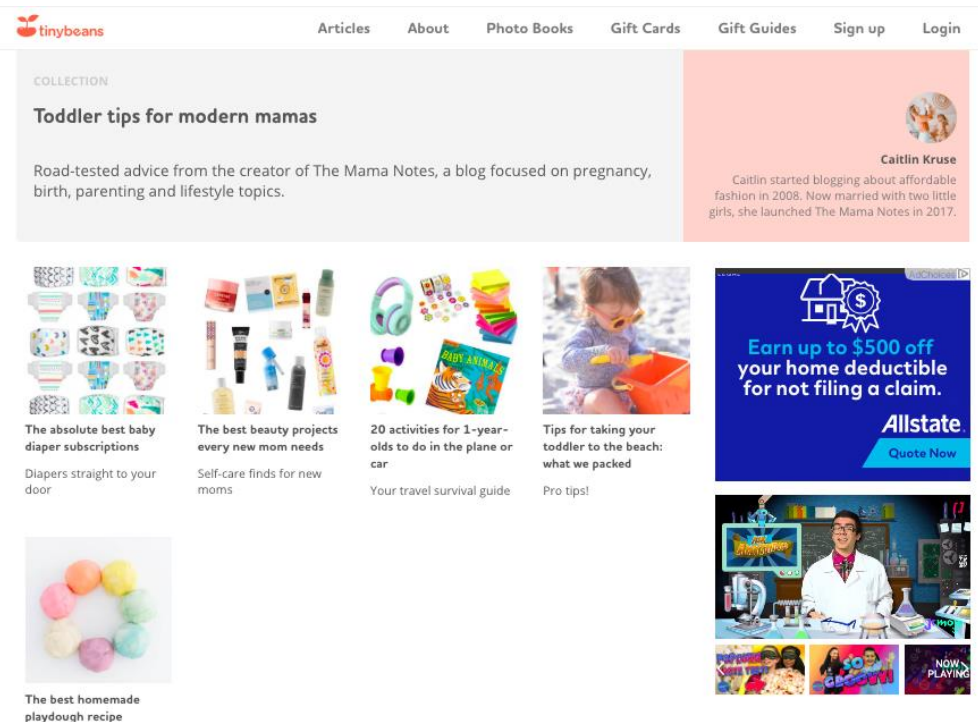 tinybeans
Articles
About
Photo Books
Gift Cards
Gift Guides
Sign up
Login
COLLECTION
Toddler tips for modern mamas
Road-tested advice from the creator of The Mama Notes, a blog focused on pregnancy,
birth, parenting and lifestyle topics.
Caitlin Kruse
Caitlin started blogging about affordable
fashion in 2008. Now married with two little
girls, she launched The Mama Notes in 2017.
The absolute best baby
diaper subscriptions
Diapers straight to your
door
The best beauty projects
every new mom needs
Self-care finds for new
moms
BABY ANIMALS
20 activities for 1-year-
olds to do in the plane or
car
Your travel survival guide
Tips for taking your
toddler to the beach:
what we packed
Pro tips!
The best homemade
playdough recipe
AdChoices
Earn up to $500 off
your home deductible
for not filing a claim.
Allstate.
Quote Now
SO
GROOVY!
NOW
PLAYING